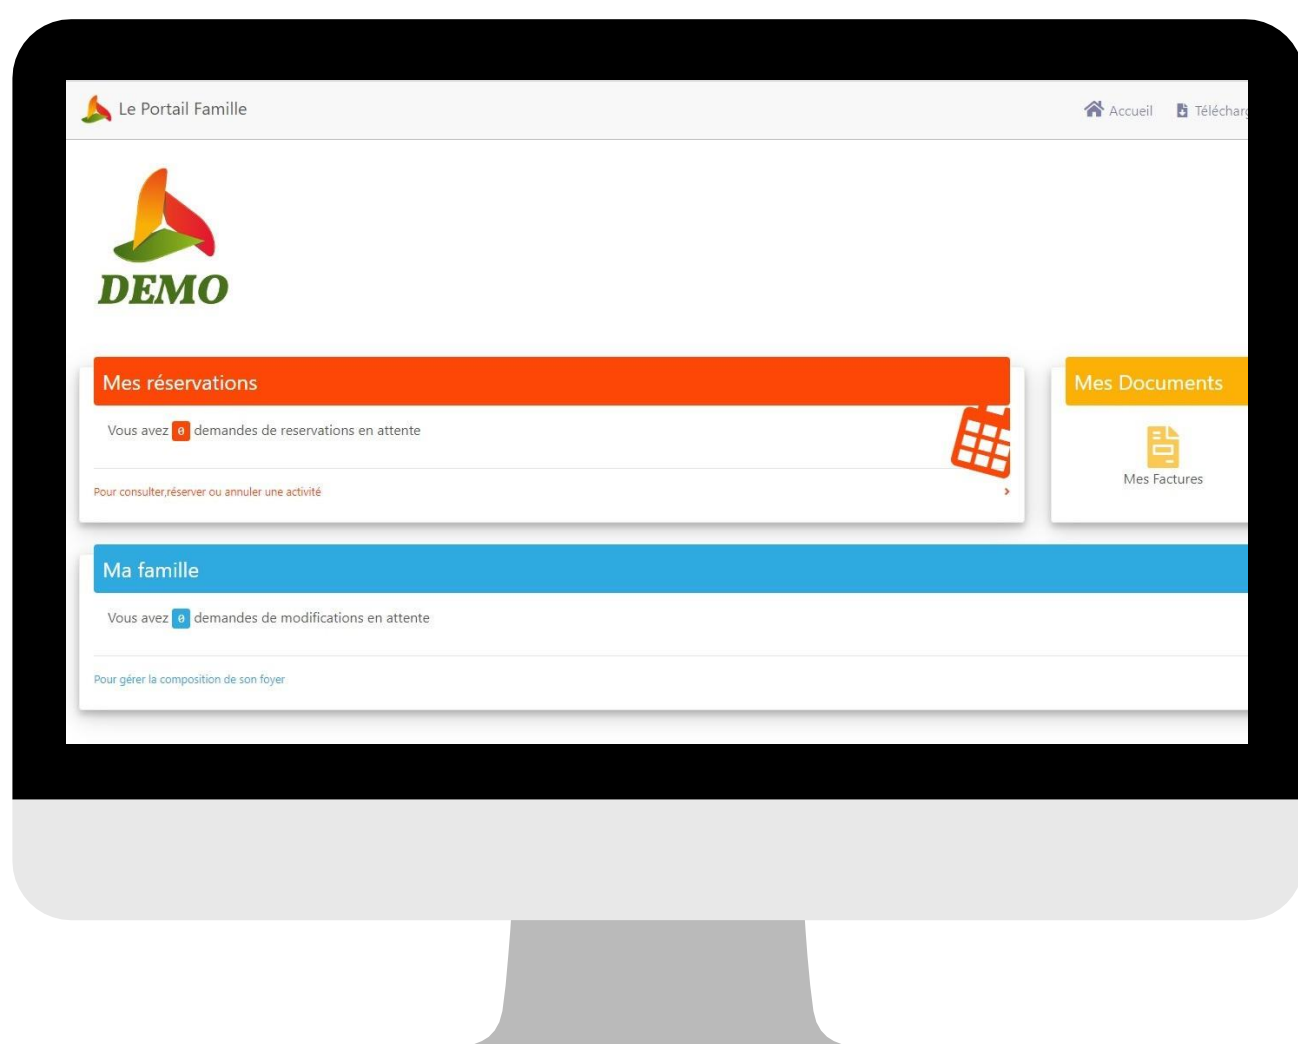 Le Portail Famille
Accueil
DEMO
Mes réservations
Mes Documents
Vous avez 0 demandes de reservations en attente
Mes Factures
Pour consulter,réserver ou annuler une activité
Ma famille
Vous avez 0 demandes de modifications en attente
Pour gérer la composition de son foyer